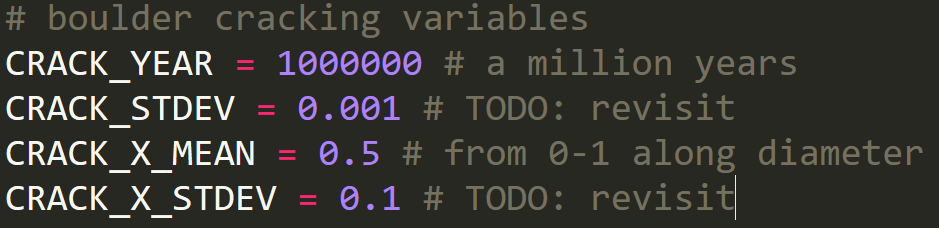 # boulder cracking variables
CRACK_YEAR = 1000000 # a million years
CRACK_STDEV = 0.001 # TODO: revisit
CRACK_X_MEAN = 0.5 # from 0-1 along diameter
CRACK_X_STDEV = 0.1 # TODO: revisit